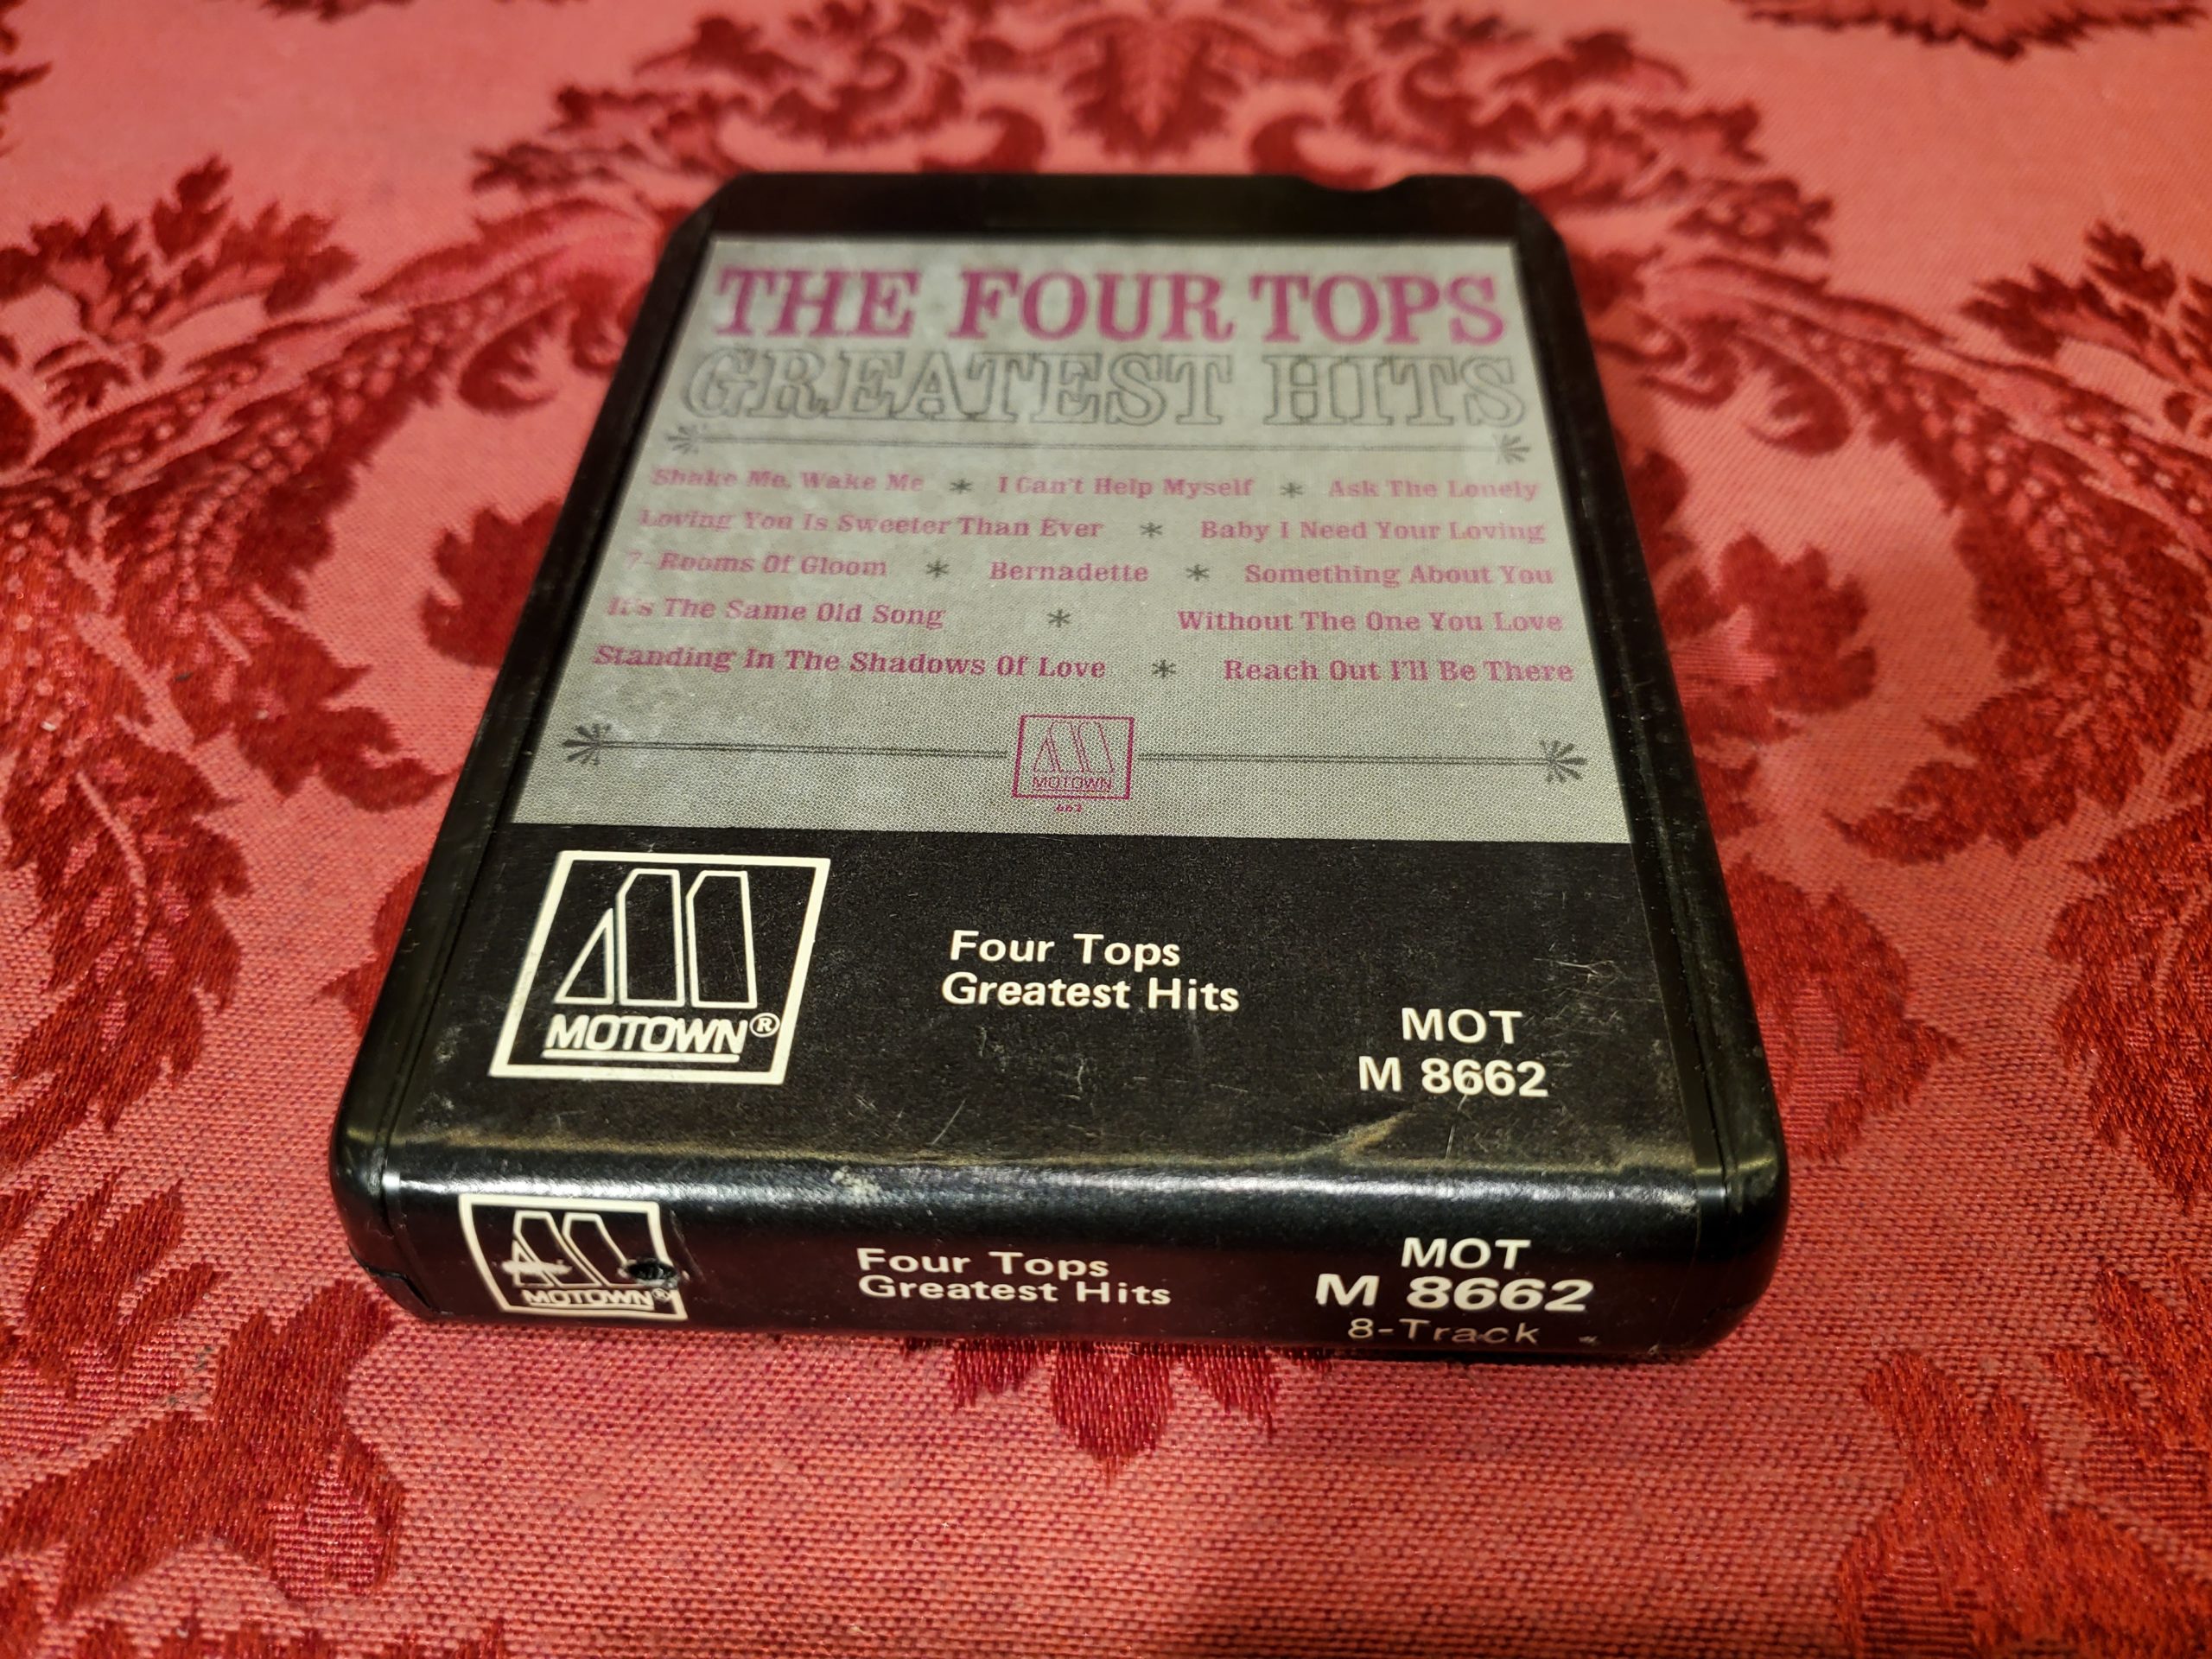 THE FOUR TOPS
GREATEST HITS
Shake Me, Wake Me * I Can't Help Myself * Ask The Lonely
Loving You Is Sweeter Than Ever * Baby I Need Your Loving
7-Rooms Of Gloom * Bernadette * Something About You
It's The Same Old Song * Without The One You Love
Standing In The Shadows Of Love * Reach Out I'll Be There
MOTOWN
662
MOTOWN®
Four Tops
Greatest Hits
MOT
M 8662
MOTOWN®
Four Tops
Greatest Hits
MOT
M 8662
8-Track